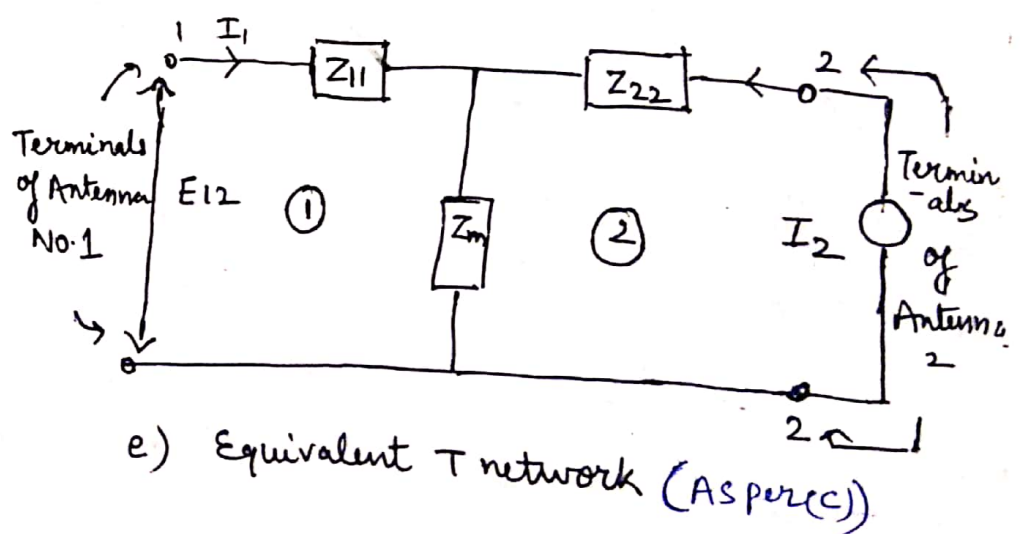 1 I1
Z11
Z22
2
Terminals
of Antenna
No.1
E12
1
Zm
2
I2
Termin
-als
of
Antenna
2
2
e) Equivalent T network (As per(c))